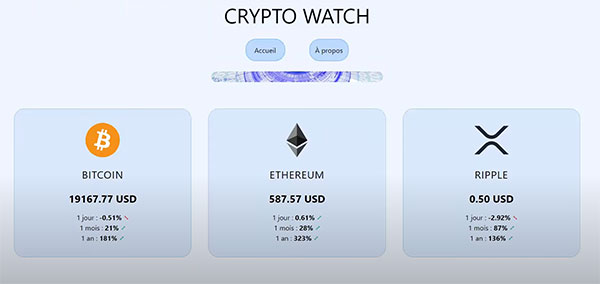 CRYPTO WATCH
Accueil
À propos
BITCOIN
19167.77 USD
1 jour : -0.51%
1 mois : 21%
1 an : 181%
ETHEREUM
587.57 USD
1 jour : 0.61%
1 mois : 28%
1 an : 323%
RIPPLE
0.50 USD
1 jour : -2.92%
1 mois : 87%
1 an : 136%